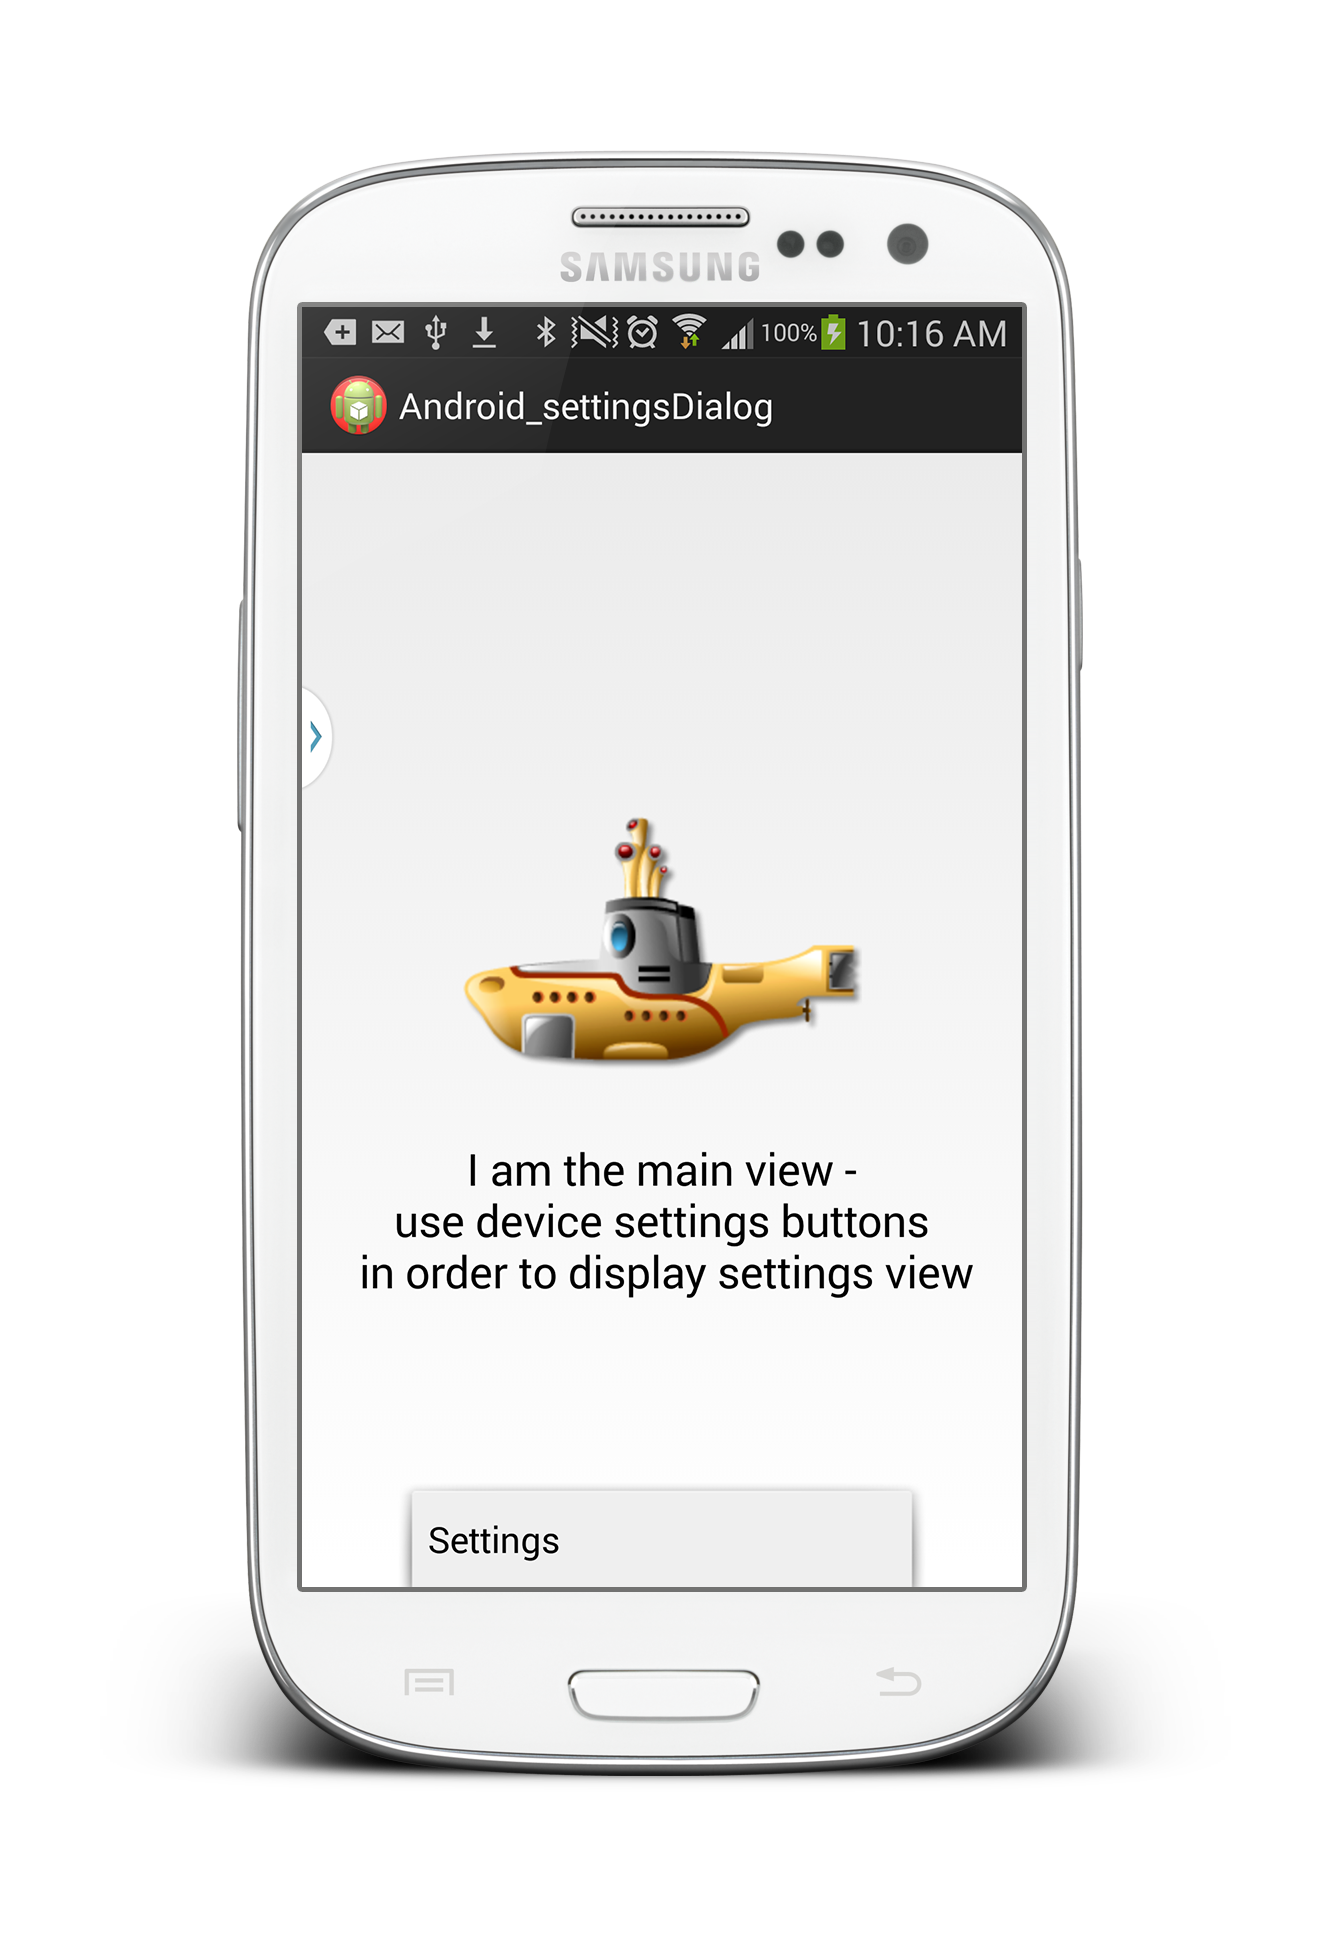 SAMSUNG
100% 10:16 AM
Android_settingsDialog
I am the main view -
use device settings buttons
in order to display settings view
Settings